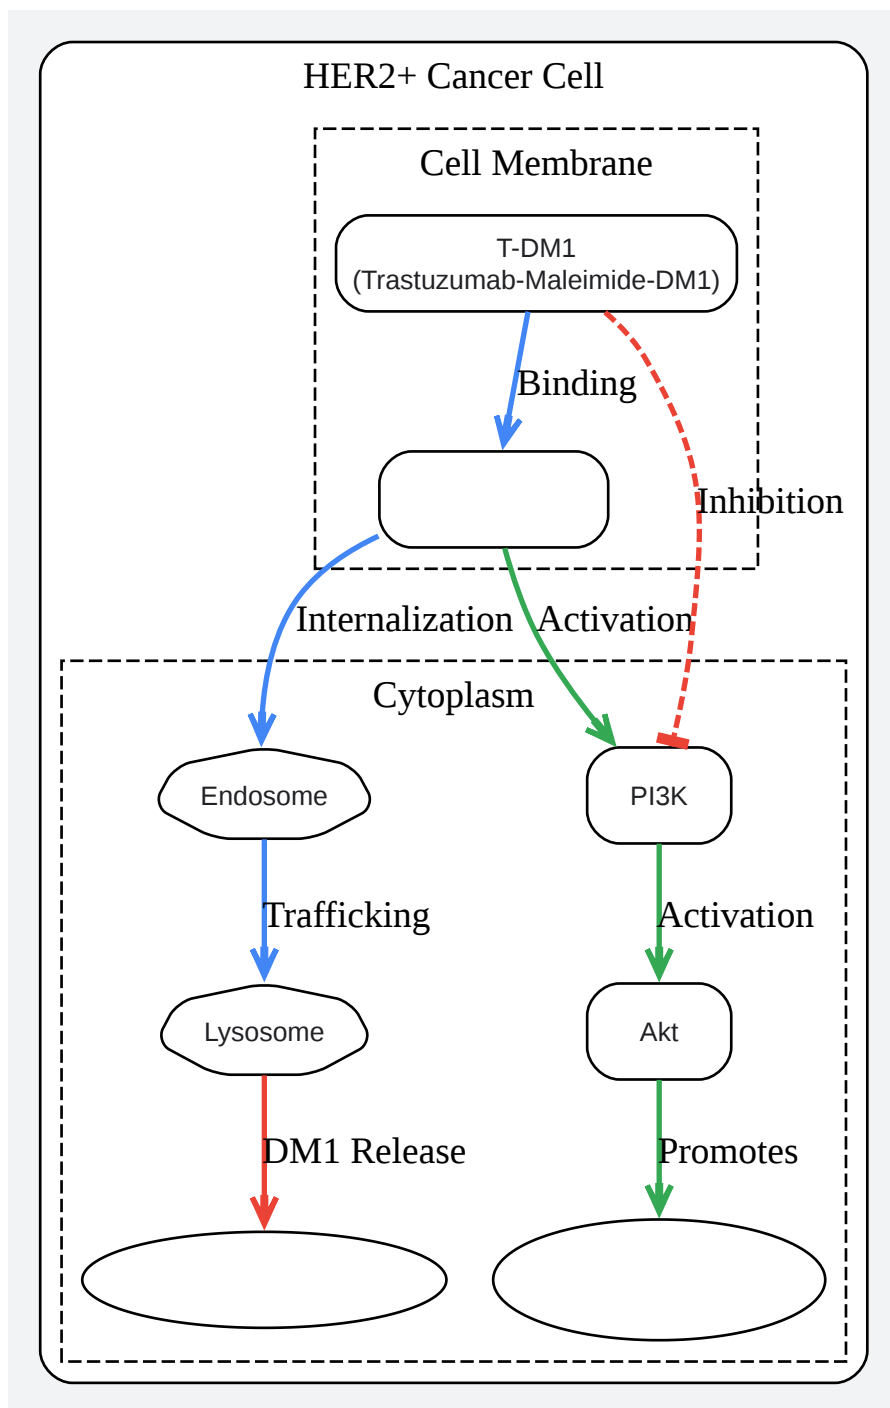 HER2+ Cancer Cell
Cell Membrane
T-DM1
(Trastuzumab-Maleimide-DM1)
Binding
Inhibition
Internalization
Activation
Cytoplasm
Endosome
PI3K
Trafficking
Activation
Lysosome
Akt
DM1 Release
Promotes